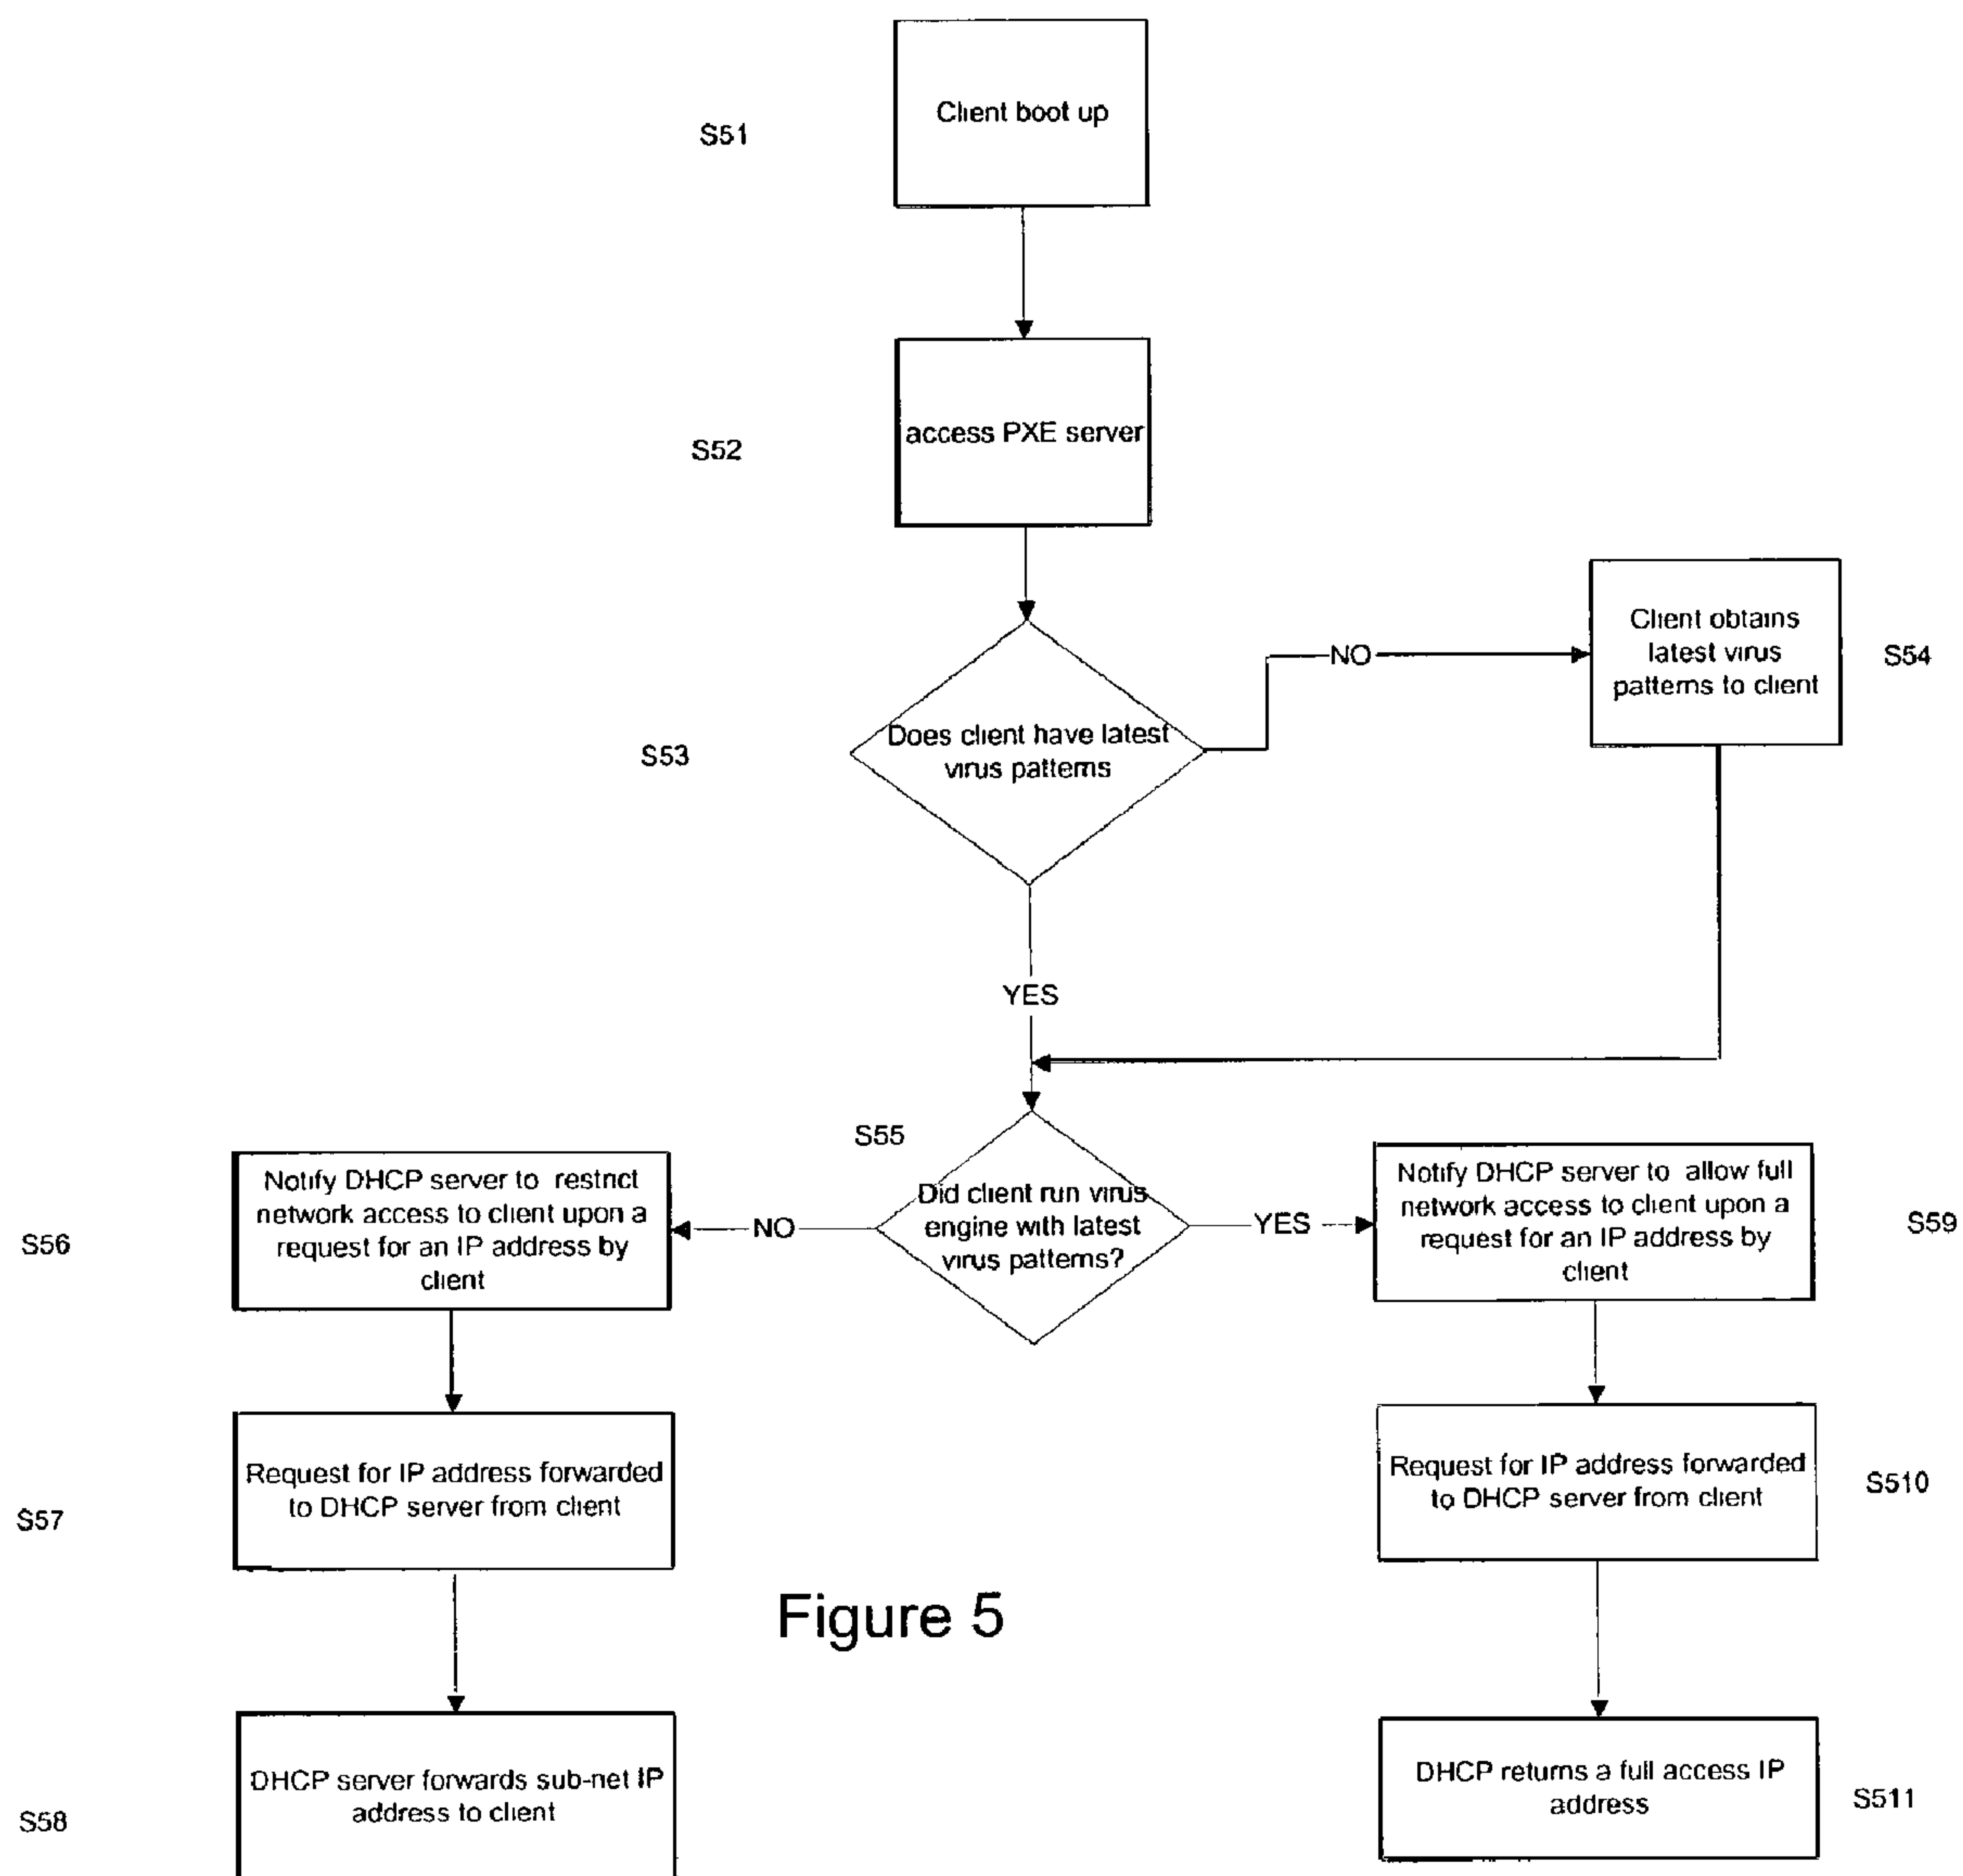 Client boot up
S51
access PXE server
S52
Client obtains
latest virus
patterns to client
NO
S54
Does client have latest
virus patterns
S53
YES
S55
Notify DHCP server to restrict
network access to client upon a
request for an IP address by
client
S56
NO
Did client run virus
engine with latest
virus patterns?
YES
Notify DHCP server to allow full
network access to client upon a
request for an IP address by
client
S59
Request for IP address forwarded
to DHCP server from client
S57
Request for IP address forwarded
to DHCP server from client
S510
Figure 5
DHCP server forwards sub-net IP
address to client
S58
DHCP returns a full access IP
address
S511